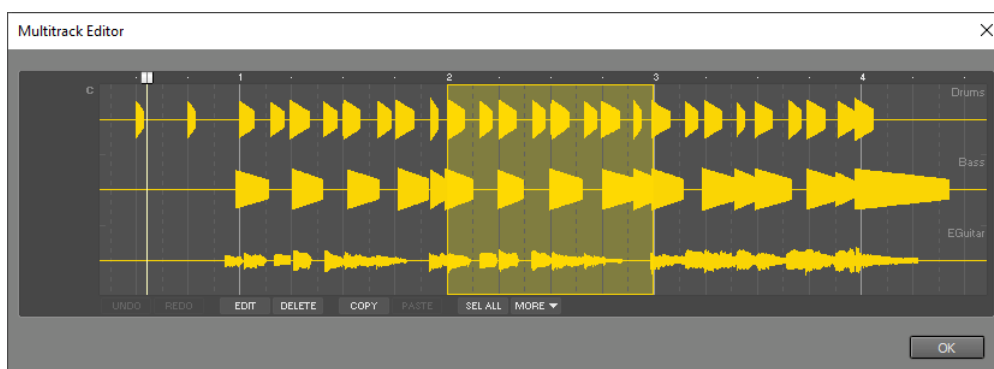 Multitrack Editor
1 2 3 4
C
Drums
Bass
EGuitar
UNDO REDO EDIT DELETE COPY PASTE SEL ALL MORE
OK